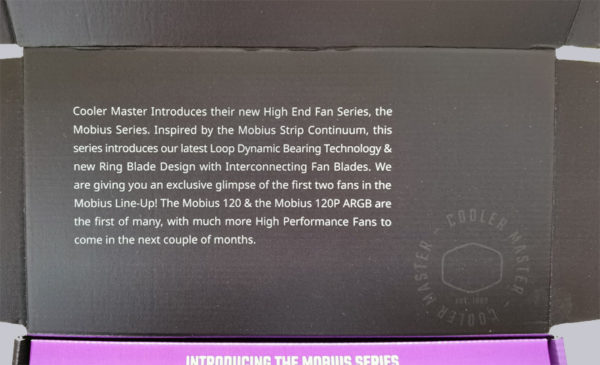 Cooler Master Introduces their new High End Fan Series, the
Mobius Series. Inspired by the Mobius Strip Continuum, this
series introduces our latest Loop Dynamic Bearing Technology &
new Ring Blade Design with Interconnecting Fan Blades. We
are giving you an exclusive glimpse of the first two fans in the
Mobius Line-Up! The Mobius 120 & the Mobius 120P ARGB are
the first of many, with much more High Performance Fans to
come in the next couple of months.
COOLER MASTER - COOLER MASTER -
EST. 1992
INTRODUCING THE MOBIUS SERIES